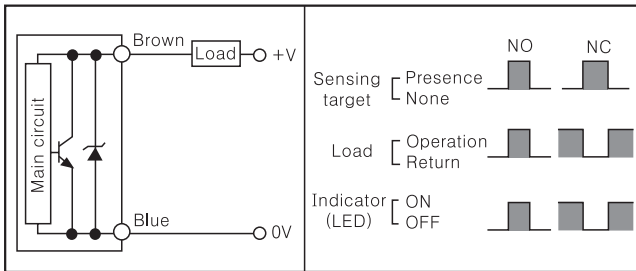 Brown
Load
+V
Main circuit
Blue
0V
NO
NC
Sensing target
Presence
None
Load
Operation
Return
Indicator (LED)
ON
OFF